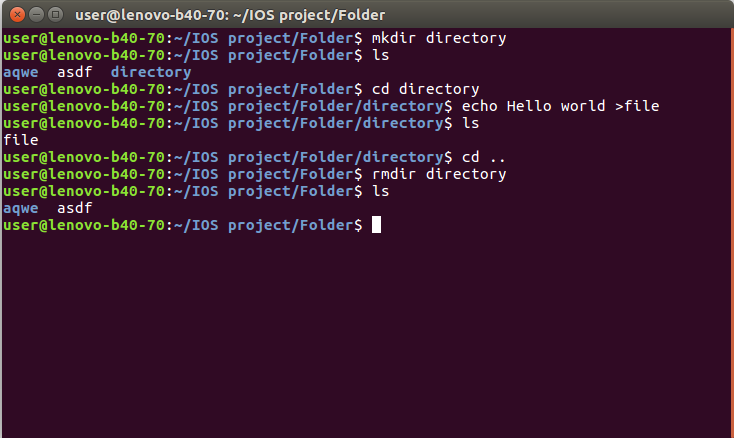 user@lenovo-b40-70: ~/IOS project/Folder
user@lenovo-b40-70:~/IOS project/Folder$ mkdir directory
user@lenovo-b40-70:~/IOS project/Folder$ ls
aqwe  asdf  directory
user@lenovo-b40-70:~/IOS project/Folder$ cd directory
user@lenovo-b40-70:~/IOS project/Folder/directory$ echo Hello world >file
user@lenovo-b40-70:~/IOS project/Folder/directory$ ls
file
user@lenovo-b40-70:~/IOS project/Folder/directory$ cd ..
user@lenovo-b40-70:~/IOS project/Folder$ rmdir directory
user@lenovo-b40-70:~/IOS project/Folder$ ls
aqwe  asdf
user@lenovo-b40-70:~/IOS project/Folder$